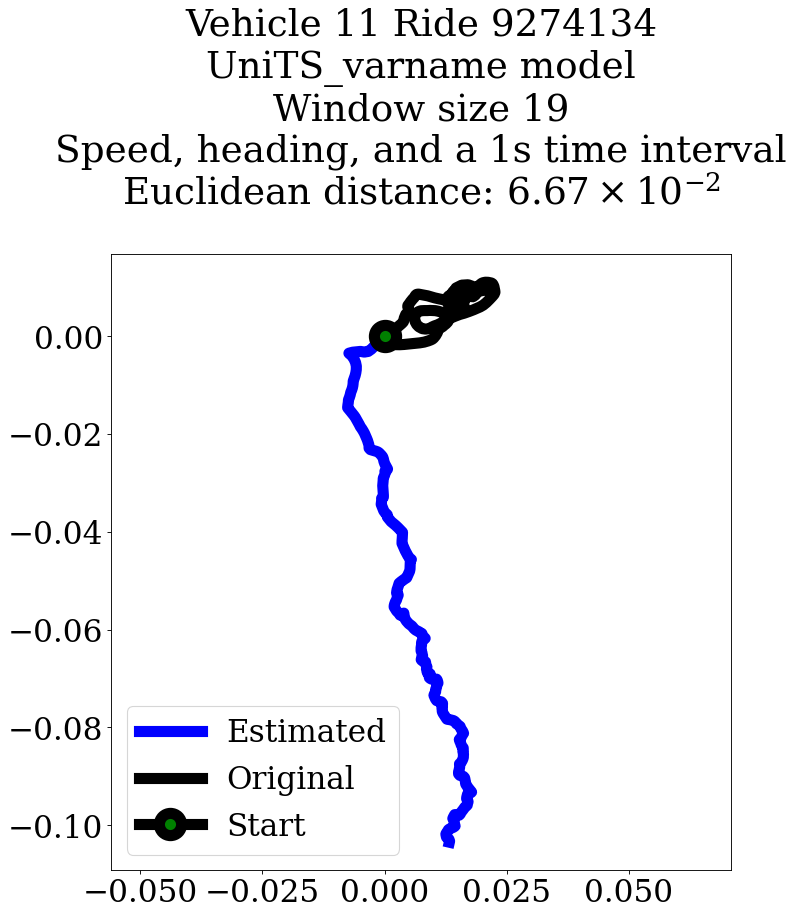 Vehicle 11 Ride 9274134
UniTS_varname model
Window size 19
Speed, heading, and a 1s time interval
Euclidean distance: 6.67 × 10⁻²
0.00
−0.02
−0.04
−0.06
−0.08
−0.10
Estimated
Original
Start
−0.050 −0.025 0.000 0.025 0.050